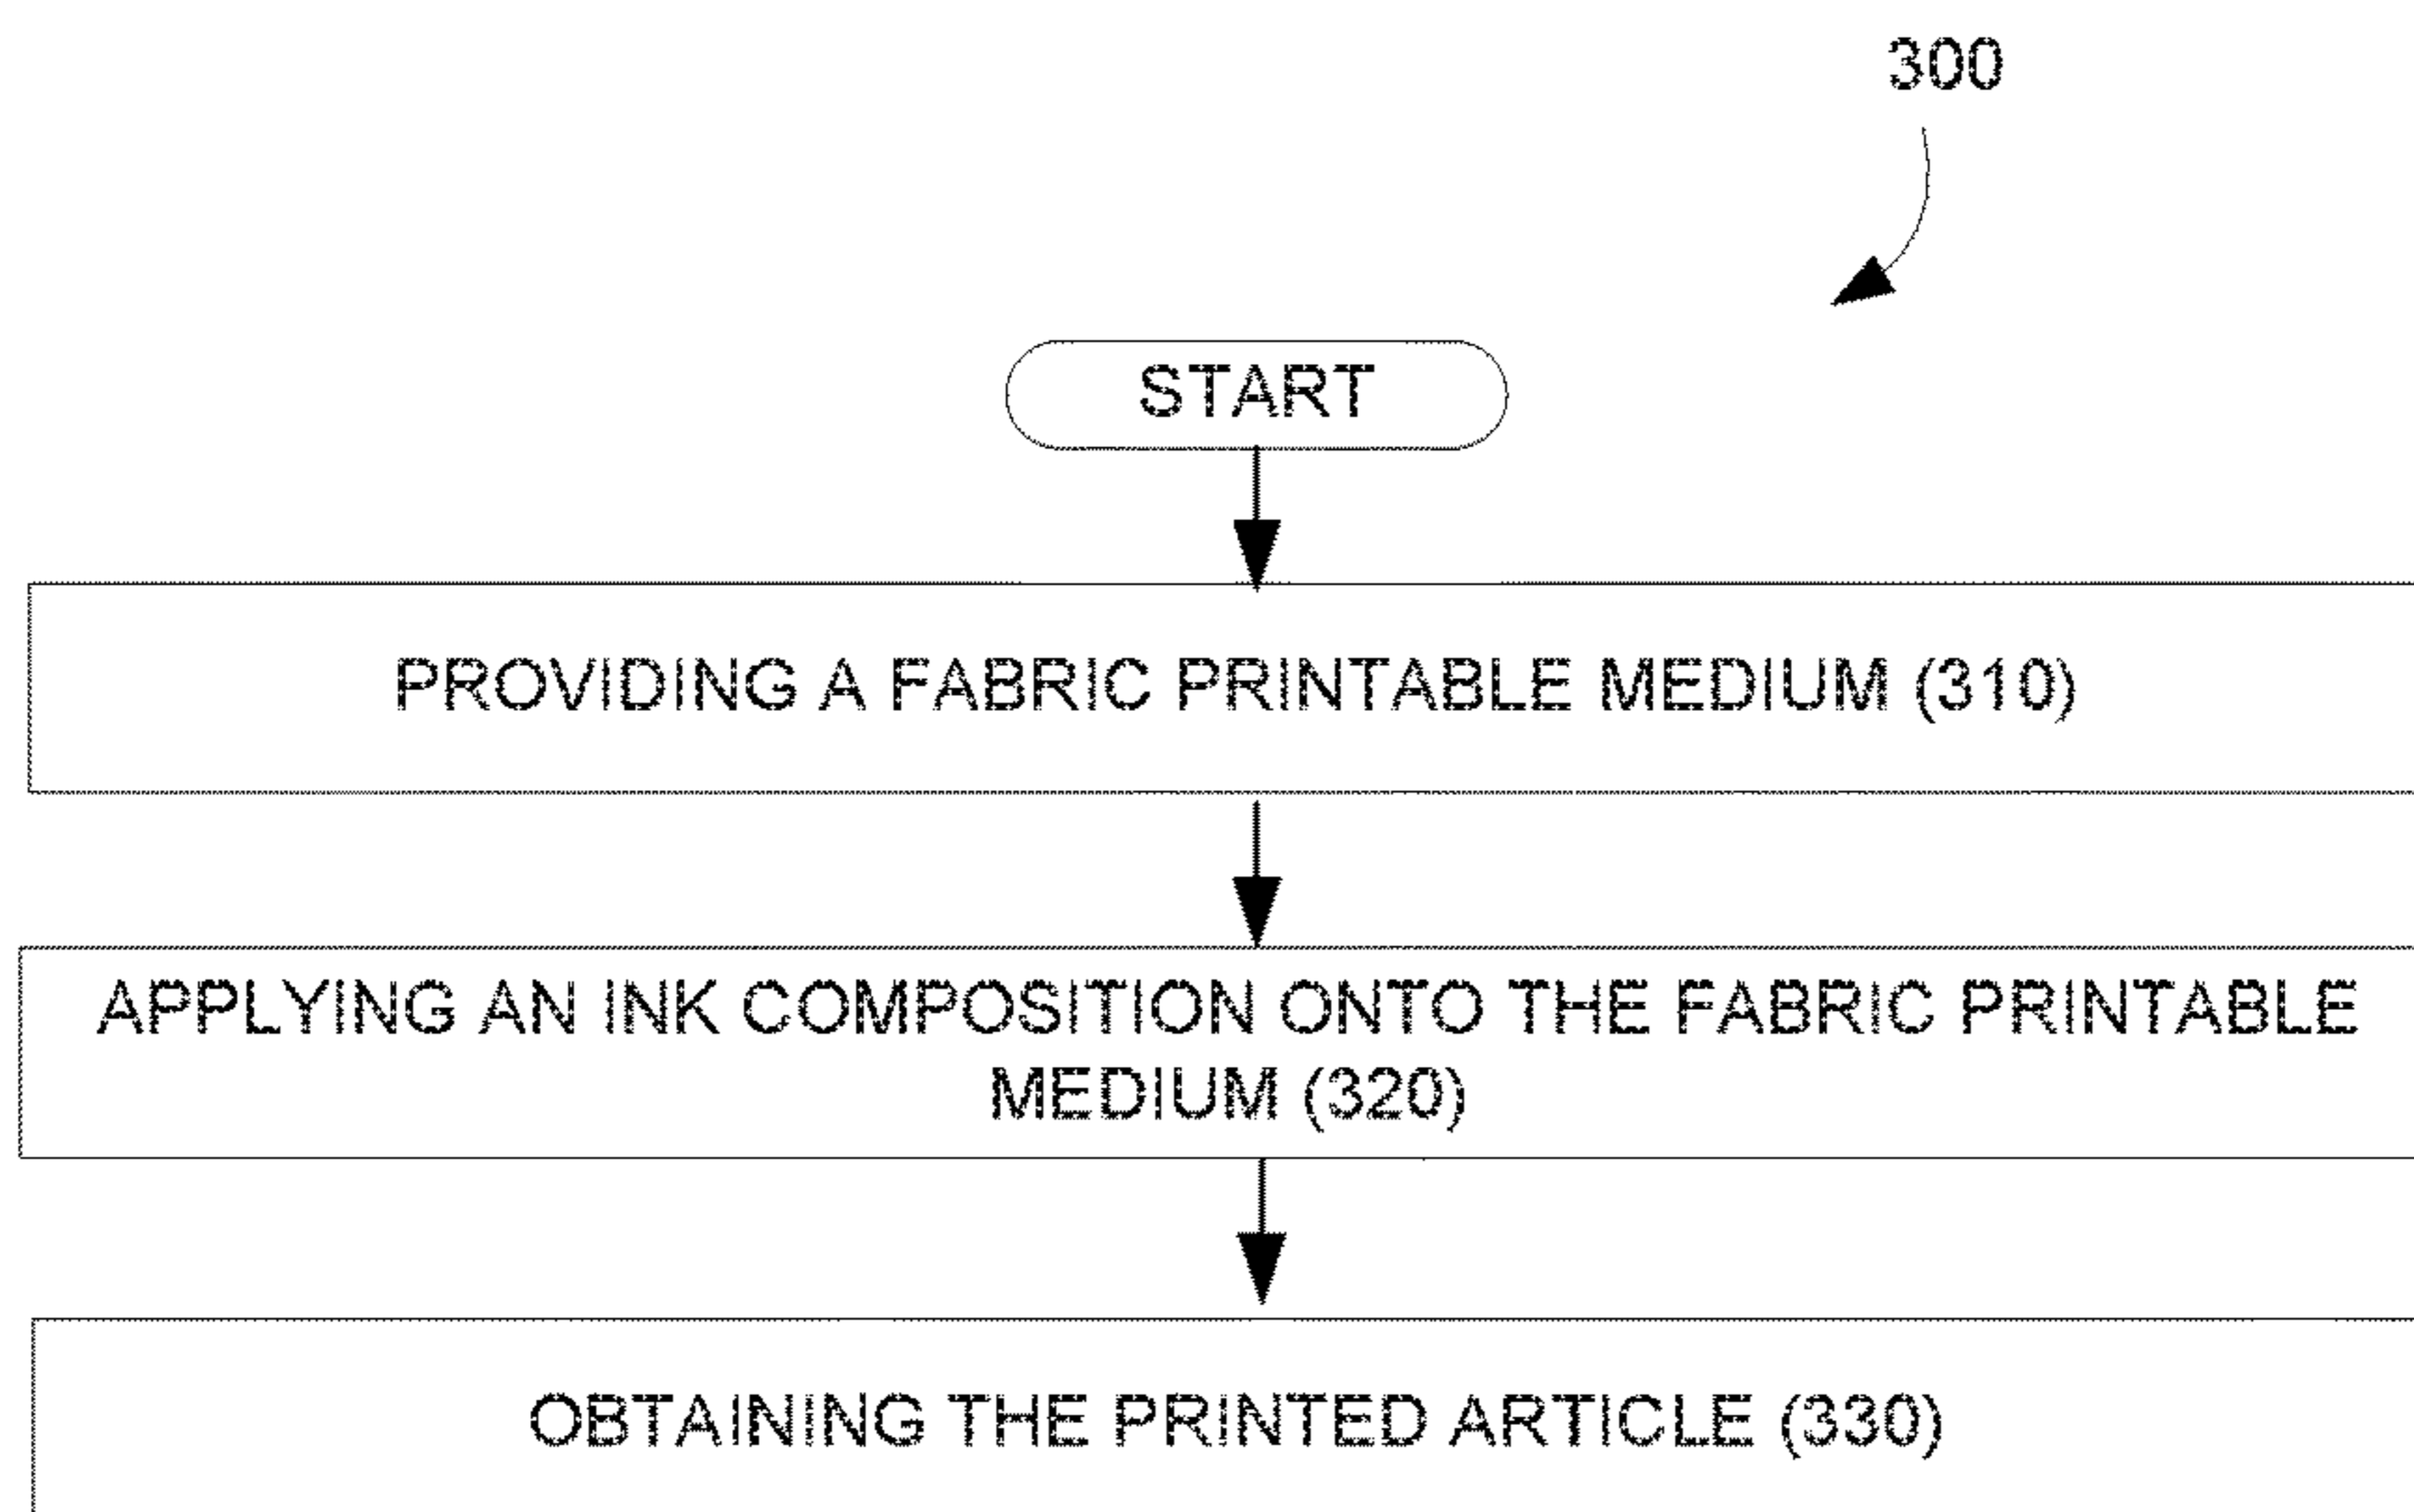 300
START
PROVIDING A FABRIC PRINTABLE MEDIUM (310)
APPLYING AN INK COMPOSITION ONTO THE FABRIC PRINTABLE
MEDIUM (320)
OBTAINING THE PRINTED ARTICLE (330)